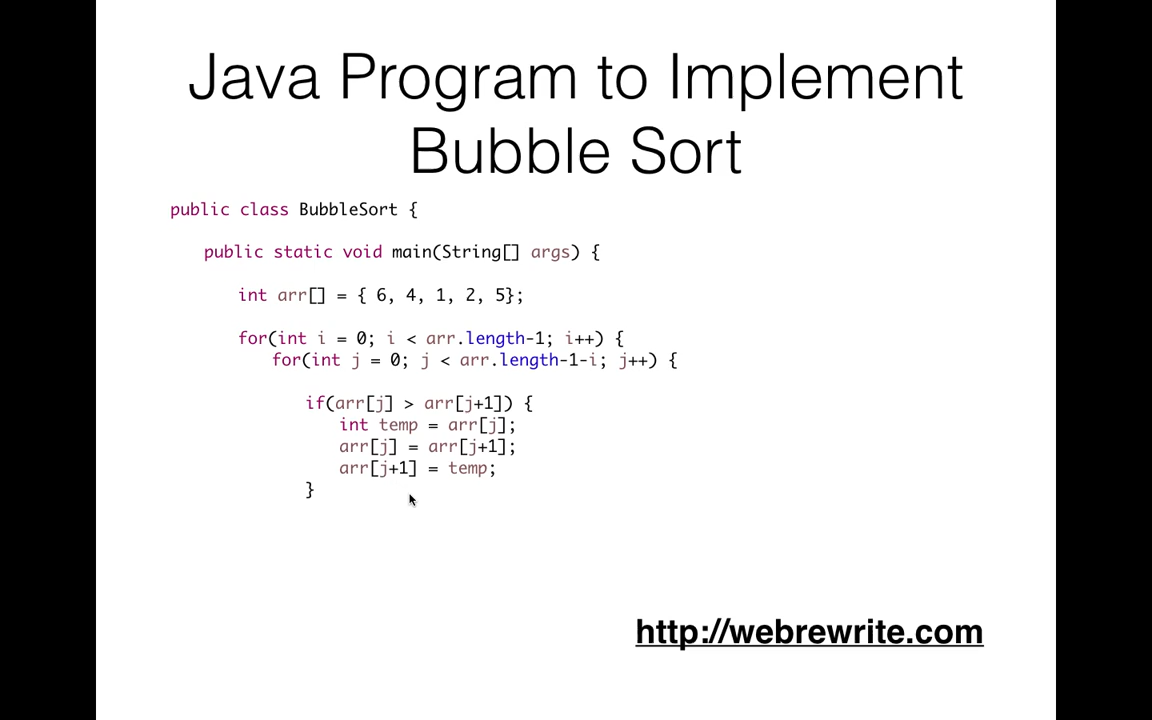 Java Program to Implement
Bubble Sort
public class BubbleSort {
public static void main(String[] args) {
int arr[] = { 6, 4, 1, 2, 5};
for(int i = 0; i < arr.length-1; i++) {
for(int j = 0; j < arr.length-1-i; j++) {
if(arr[j] > arr[j+1]) {
int temp = arr[j];
arr[j] = arr[j+1];
arr[j+1] = temp;
}
http://webrewrite.com